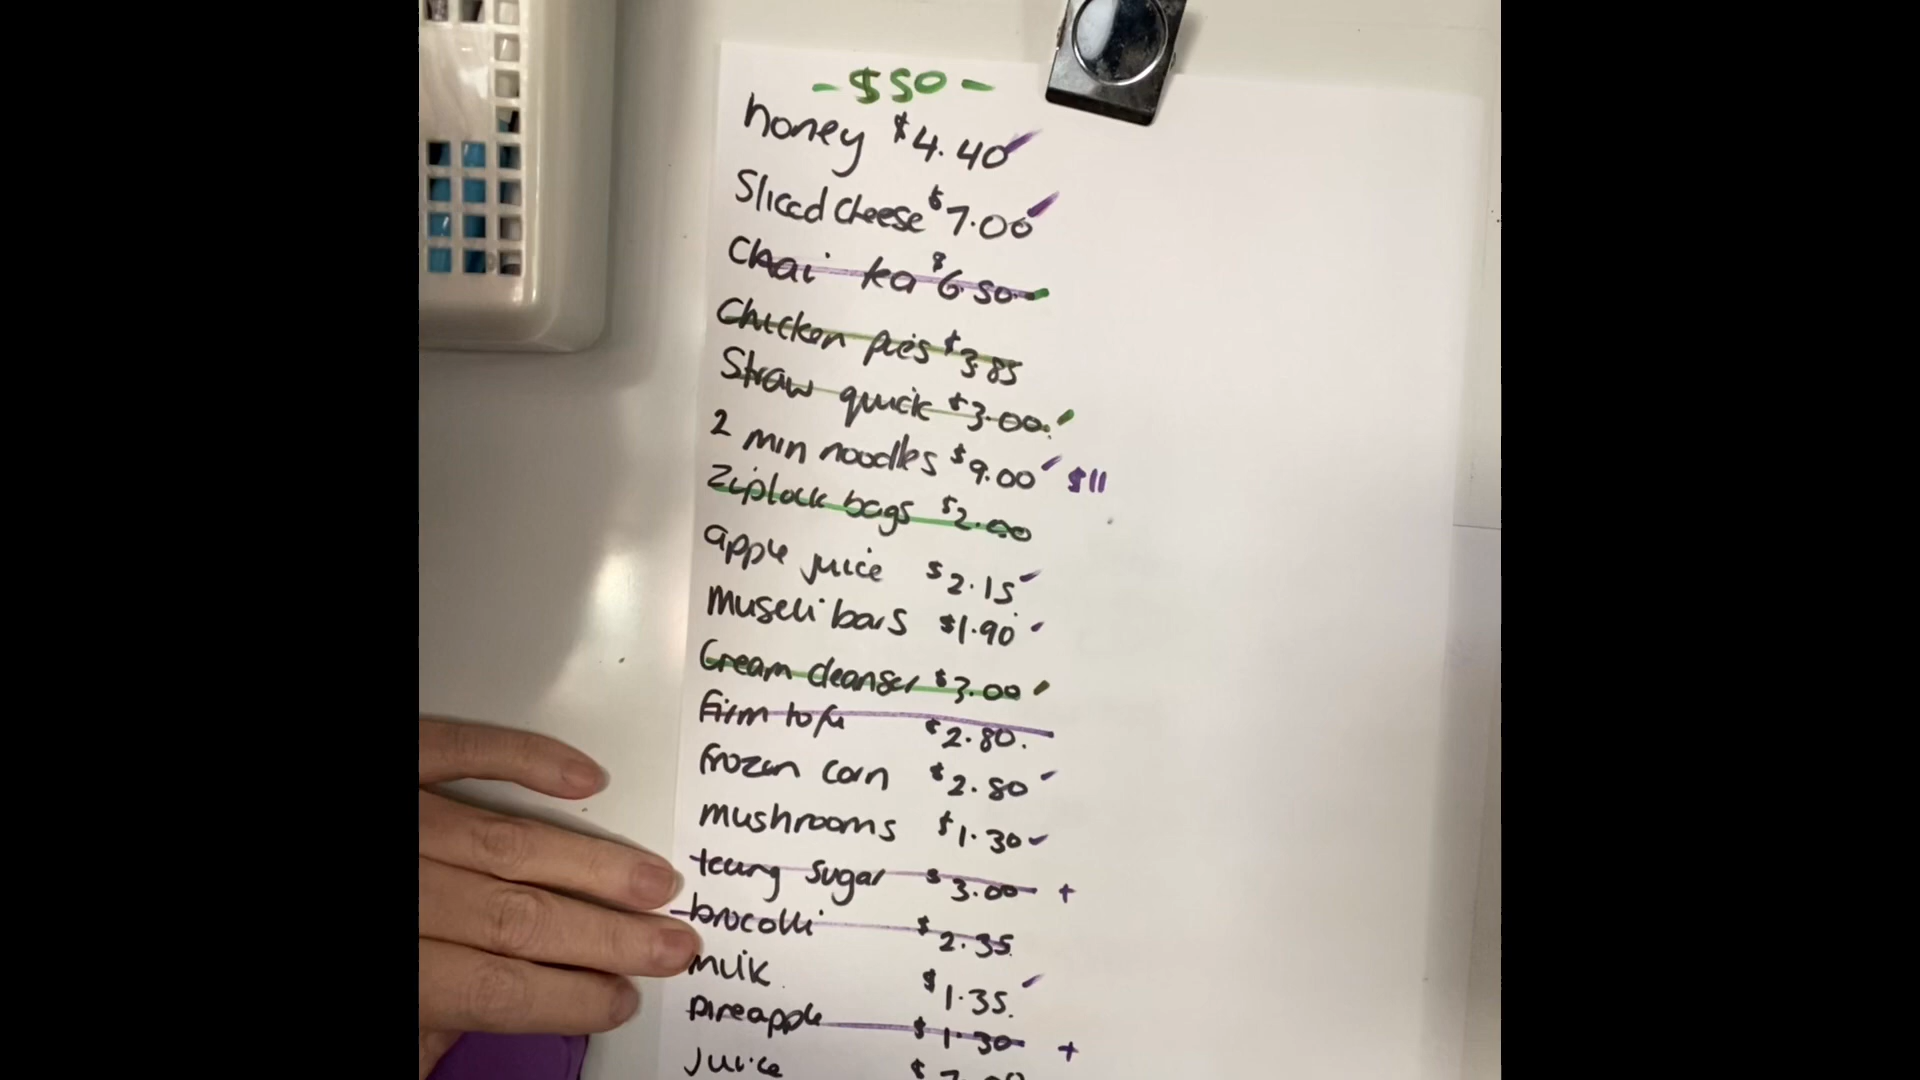 - $50 -
honey $4.40
Sliced Cheese $7.00
Chai tea $6.50
Chicken pies $3.85
Straw quick $3.00
2 min noodles $9.00 $11
Ziplock bags $2.00
apple juice $2.15
Museli bars $1.90
Cream cleanser $3.00
Firm tofu $2.80.
Frozen corn $2.80
mushrooms $1.30
sugar $3.00 +
brocolli $2.35
Milk $1.35.
Pineapple $1.30 +
Juice $